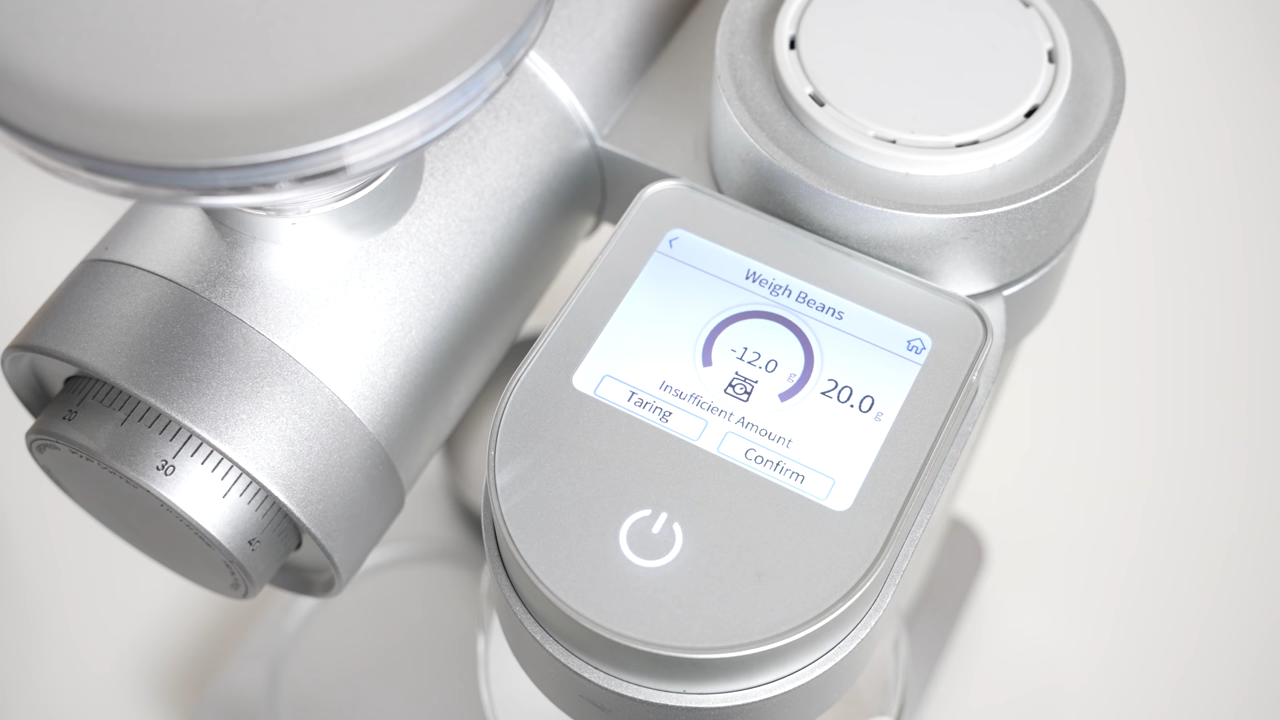 Weigh Beans
-12.0 g
20.0 g
Insufficient Amount
Taring
Confirm
20
30
40